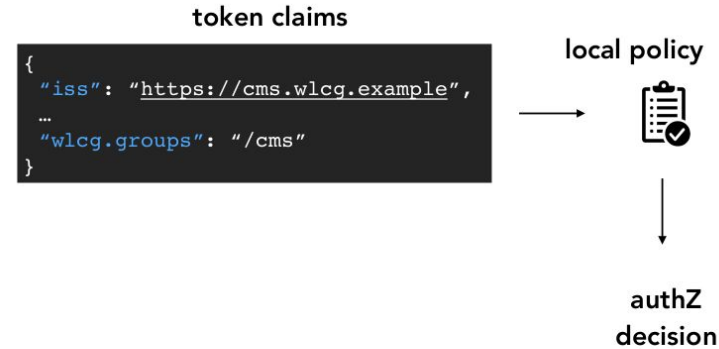 token claims
{
“iss”: “https://cms.wlcg.example”,
…
“wlcg.groups”: “/cms”
}
local policy
authZ
decision